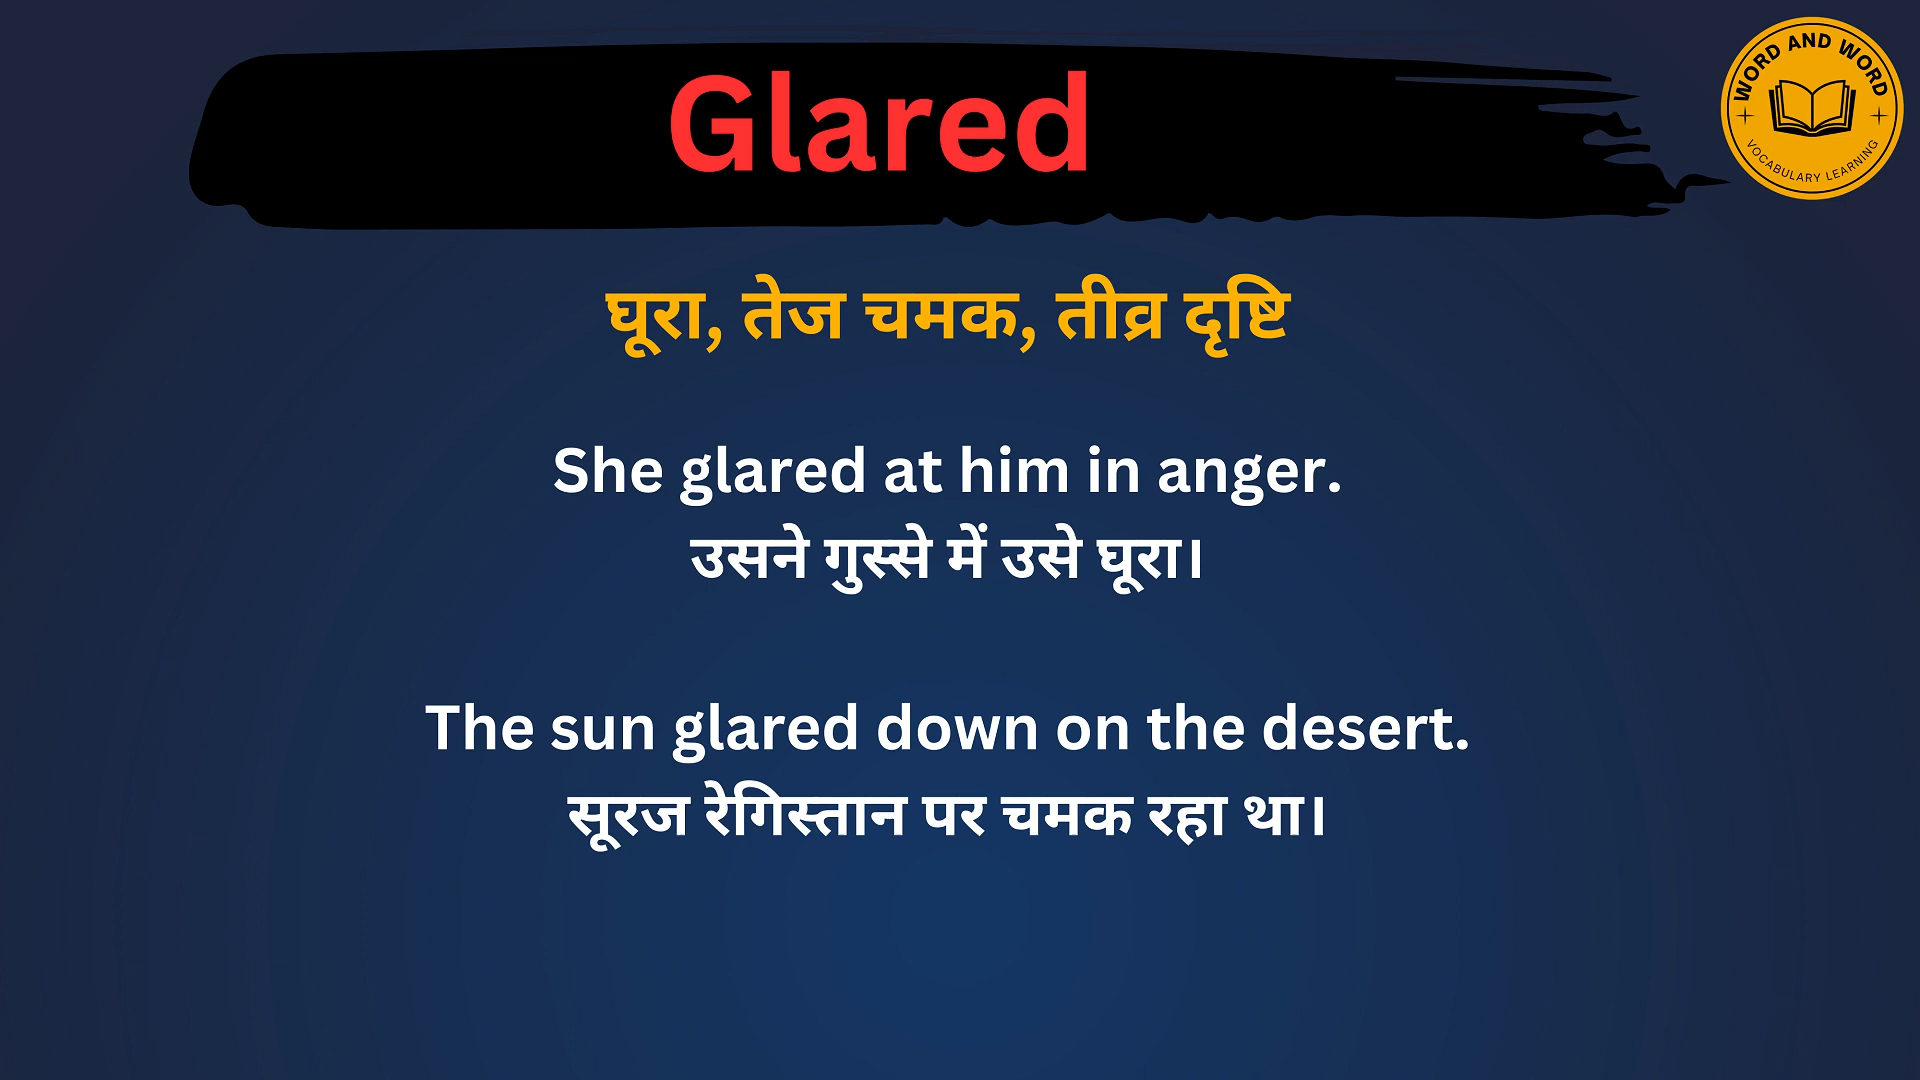 Glared
WORD AND WORD
VOCABULARY LEARNING
घूरा, तेज चमक, तीव्र दृष्टि
She glared at him in anger.
उसने गुस्से में उसे घूरा।
The sun glared down on the desert.
सूरज रेगिस्तान पर चमक रहा था।